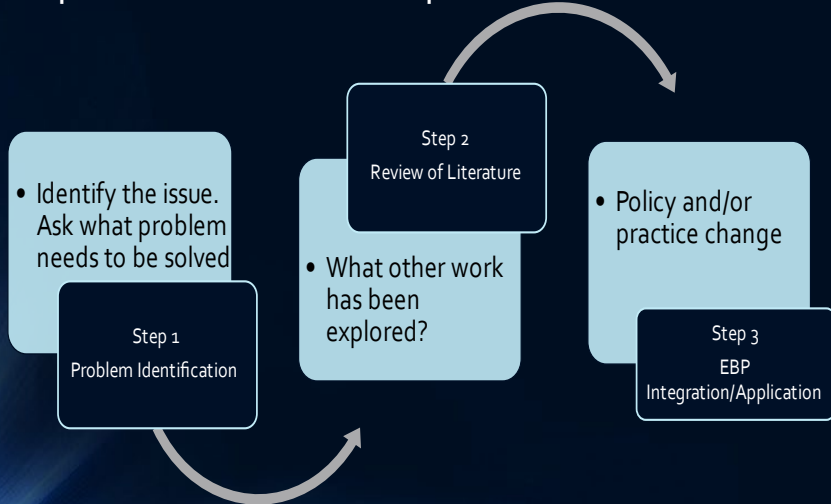 • Identify the issue.
Ask what problem
needs to be solved
Step 1
Problem Identification
Step 2
Review of Literature
• What other work
has been
explored?
• Policy and/or
practice change
Step 3
EBP
Integration/Application